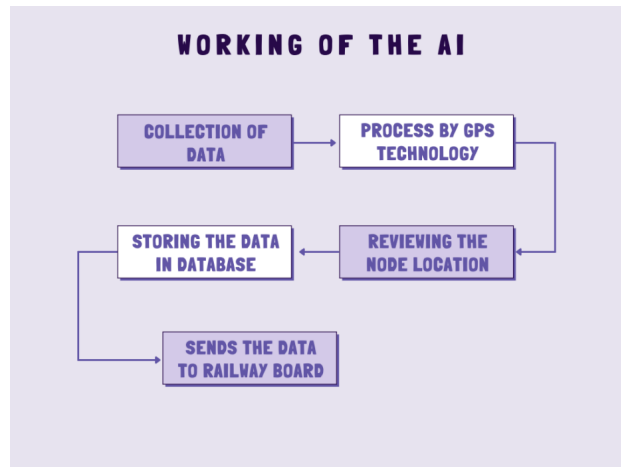 WORKING OF THE AI
COLLECTION OF
DATA
PROCESS BY GPS
TECHNOLOGY
REVIEWING THE
NODE LOCATION
STORING THE DATA
IN DATABASE
SENDS THE DATA
TO RAILWAY BOARD